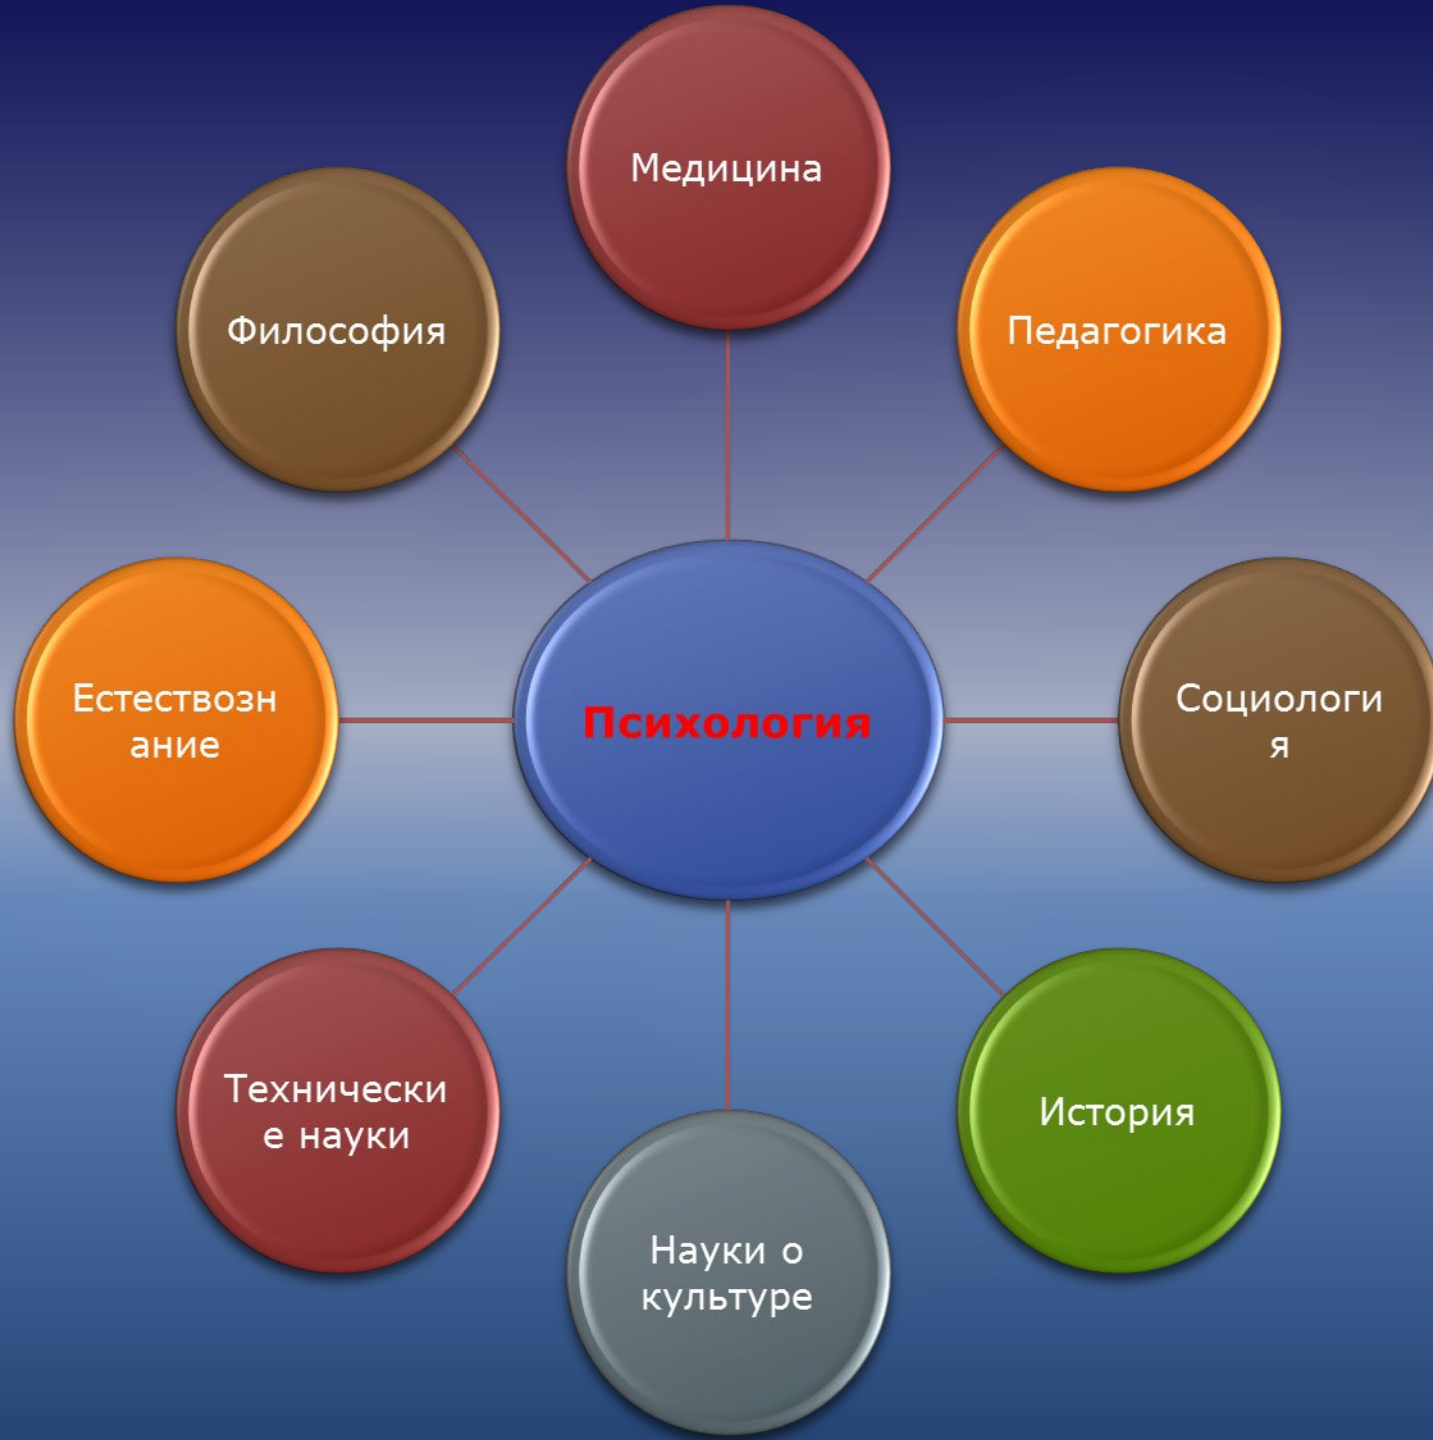 Медицина
Философия
Педагогика
Естествозн
ание
Психология
Социологи
я
Технически
е науки
История
Науки о
культуре